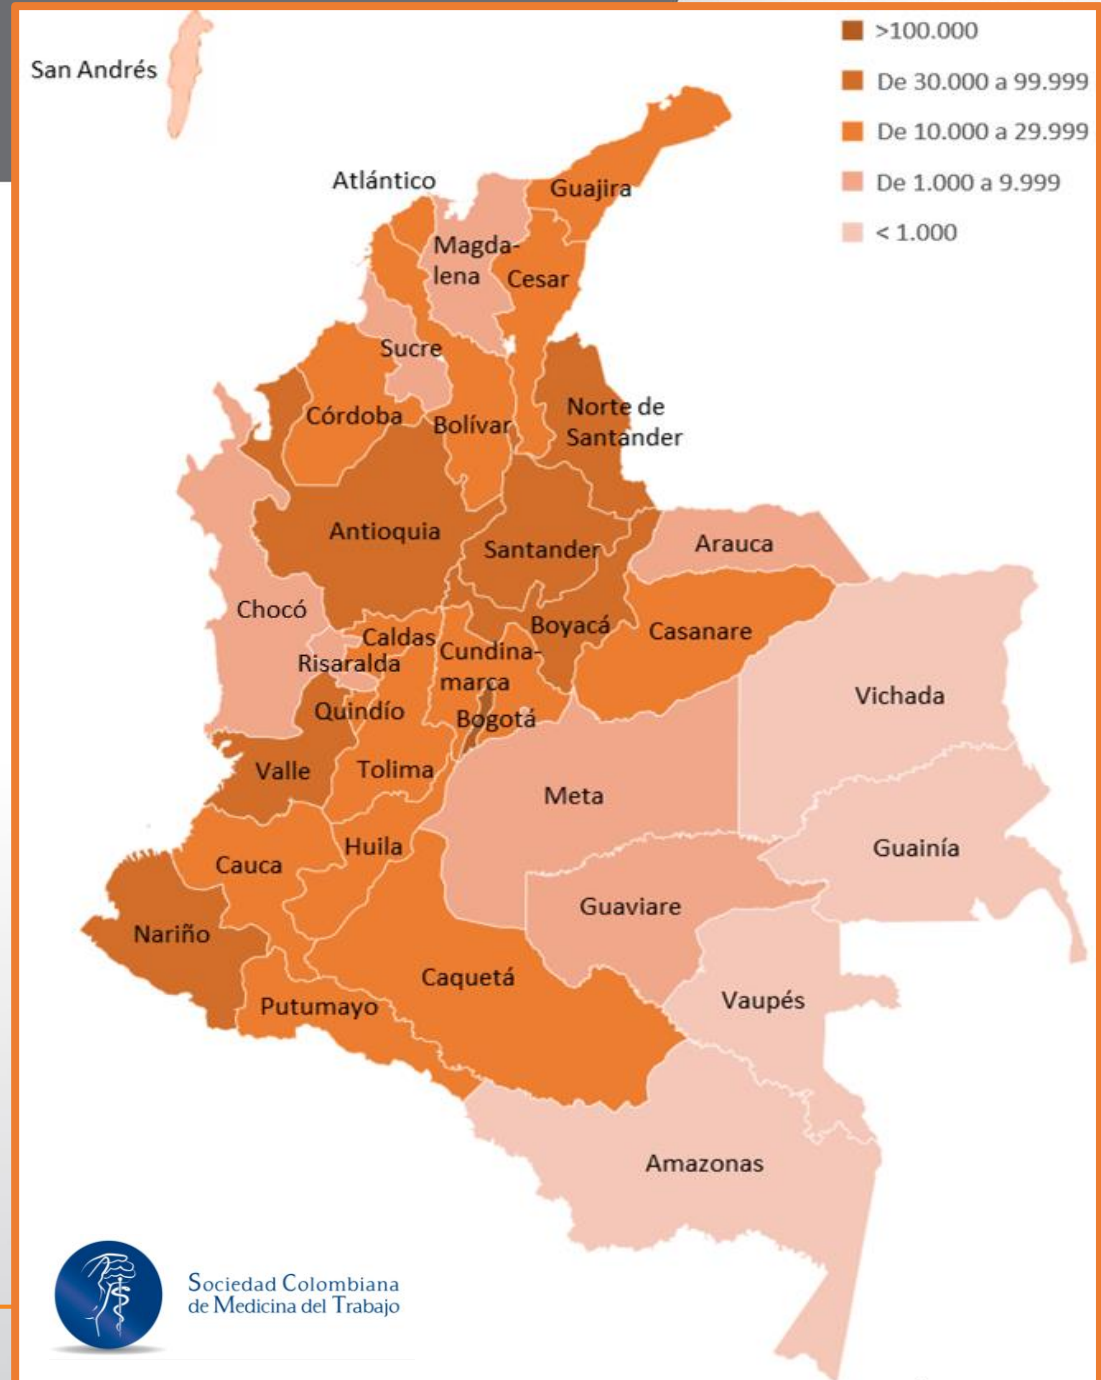 >100.000
San Andrés
De 30.000 a 99.999
De 10.000 a 29.999
Atlántico
De 1.000 a 9.999
Guajira
< 1.000
Magda-
lena
Cesar
Sucre
Norte de
Santander
Córdoba
Bolívar
Antioquia
Santander
Arauca
Chocó
Boyacá
Caldas
Casanare
Cundina-
marca
Risaralda
Vichada
Quindío
Bogotá
Valle
Tolima
Meta
Huila
Guainía
Cauca
Guaviare
Nariño
Caquetá
Vaupés
Putumayo
Amazonas
Sociedad Colombiana
de Medicina del Trabajo